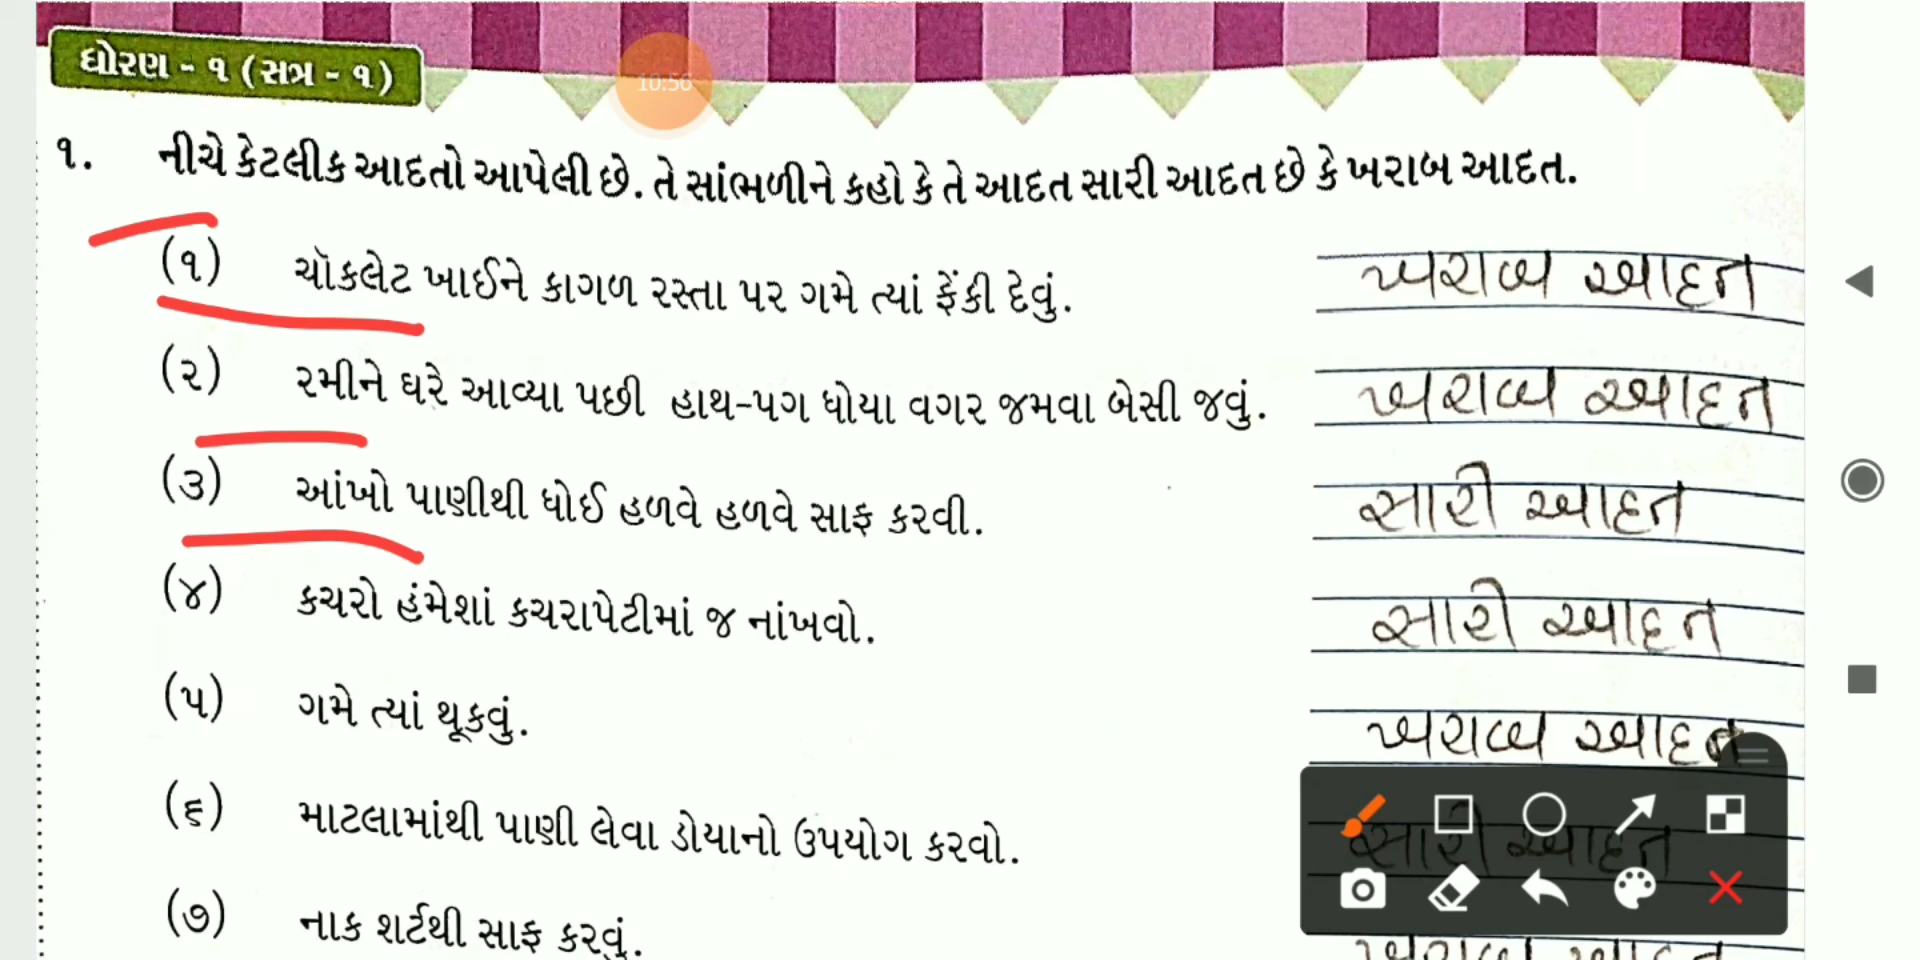 ધોરણ - ૧ (સત્ર - ૧)
10:56
૧. નીચે કેટલીક આદતો આપેલી છે. તે સાંભળીને કહો કે તે આદત સારી આદત છે કે ખરાબ આદત.
(૧) ચૉકલેટ ખાઈને કાગળ રસ્તા પર ગમે ત્યાં ફેંકી દેવું. ખરાબ આદત
(૨) રમીને ઘરે આવ્યા પછી હાથ-પગ ધોયા વગર જમવા બેસી જવું. ખરાબ આદત
(૩) આંખો પાણીથી ધોઈ હળવે હળવે સાફ કરવી. સારી આદત
(૪) કચરો હંમેશાં કચરાપેટીમાં જ નાંખવો. સારી આદત
(૫) ગમે ત્યાં થૂકવું. ખરાબ આદત
(૬) માટલામાંથી પાણી લેવા ડોયાનો ઉપયોગ કરવો. સારી આદત
(૭) નાક શર્ટથી સાફ કરવું.